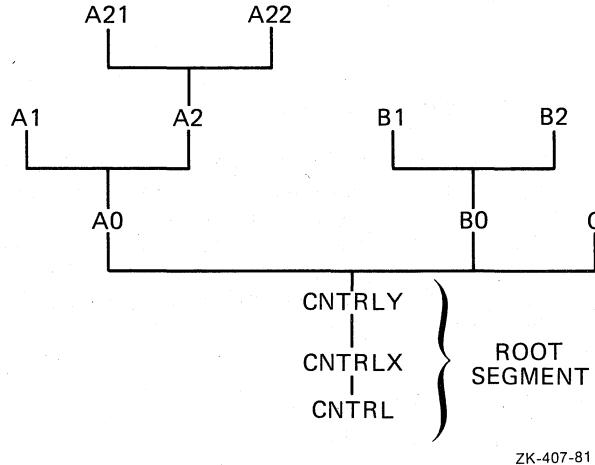 A21 A22
A1 A2 B1 B2
A0 B0
CNTRLY
CNTRLX
CNTRL
ROOT
SEGMENT
ZK-407-81